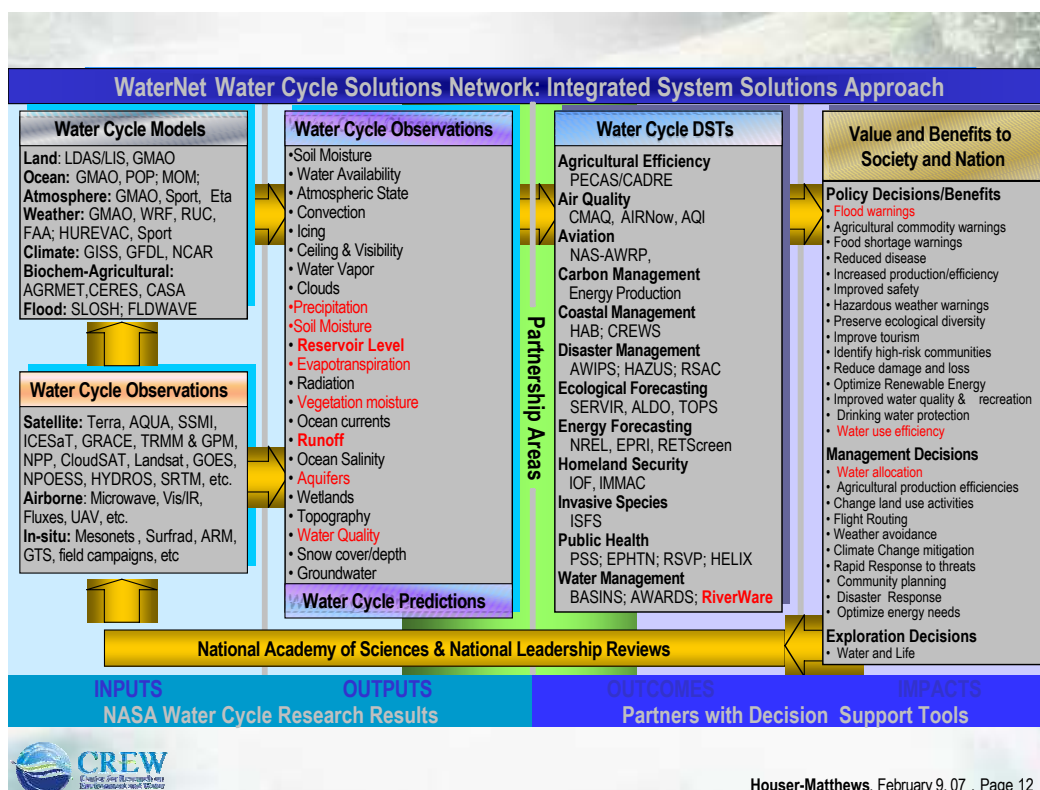 WaterNet Water Cycle Solutions Network: Integrated System Solutions Approach
Water Cycle Models
Land: LDAS/LIS, GMAO
Ocean: GMAO, POP; MOM;
Atmosphere: GMAO, Sport, Eta
Weather: GMAO, WRF, RUC,
FAA; HUREVAC, Sport
Climate: GISS, GFDL, NCAR
Biochem-Agricultural:
AGRMET,CERES, CASA
Flood: SLOSH; FLDWAVE
Water Cycle Observations
Satellite: Terra, AQUA, SSMI,
ICESaT, GRACE, TRMM & GPM,
NPP, CloudSAT, Landsat, GOES,
NPOESS, HYDROS, SRTM, etc.
Airborne: Microwave, Vis/IR,
Fluxes, UAV, etc.
In-situ: Mesonets, Surfrad, ARM,
GTS, field campaigns, etc
Water Cycle Observations
•Soil Moisture
• Water Availability
• Atmospheric State
• Convection
• Icing
• Ceiling & Visibility
• Water Vapor
• Clouds
•Precipitation
•Soil Moisture
• Reservoir Level
• Evapotranspiration
• Radiation
• Vegetation moisture
• Ocean currents
• Runoff
• Ocean Salinity
• Aquifers
• Wetlands
• Topography
• Water Quality
• Snow cover/depth
• Groundwater
Water Cycle Predictions
Partnership Areas
Water Cycle DSTs
Agricultural Efficiency
PECAS/CADRE
Air Quality
CMAQ, AIRNow, AQI
Aviation
NAS-AWRP,
Carbon Management
Energy Production
Coastal Management
HAB; CREWS
Disaster Management
AWIPS; HAZUS; RSAC
Ecological Forecasting
SERVIR, ALDO, TOPS
Energy Forecasting
NREL, EPRI, RETScreen
Homeland Security
IOF, IMMAC
Invasive Species
ISFS
Public Health
PSS; EPHTN; RSVP; HELIX
Water Management
BASINS; AWARDS; RiverWare
Value and Benefits to
Society and Nation
Policy Decisions/Benefits
• Flood warnings
• Agricultural commodity warnings
• Food shortage warnings
• Reduced disease
• Increased production/efficiency
• Improved safety
• Hazardous weather warnings
• Preserve ecological diversity
• Improve tourism
• Identify high-risk communities
• Reduce damage and loss
• Optimize Renewable Energy
• Improved water quality & recreation
• Drinking water protection
• Water use efficiency
Management Decisions
• Water allocation
• Agricultural production efficiencies
• Change land use activities
• Flight Routing
• Weather avoidance
• Climate Change mitigation
• Rapid Response to threats
• Community planning
• Disaster Response
• Optimize energy needs
Exploration Decisions
• Water and Life
National Academy of Sciences & National Leadership Reviews
INPUTS OUTPUTS OUTCOMES IMPACTS
NASA Water Cycle Research Results Partners with Decision Support Tools
CREW
Center for Research on
Environment and Water
Houser-Matthews, February 9, 07 , Page 12